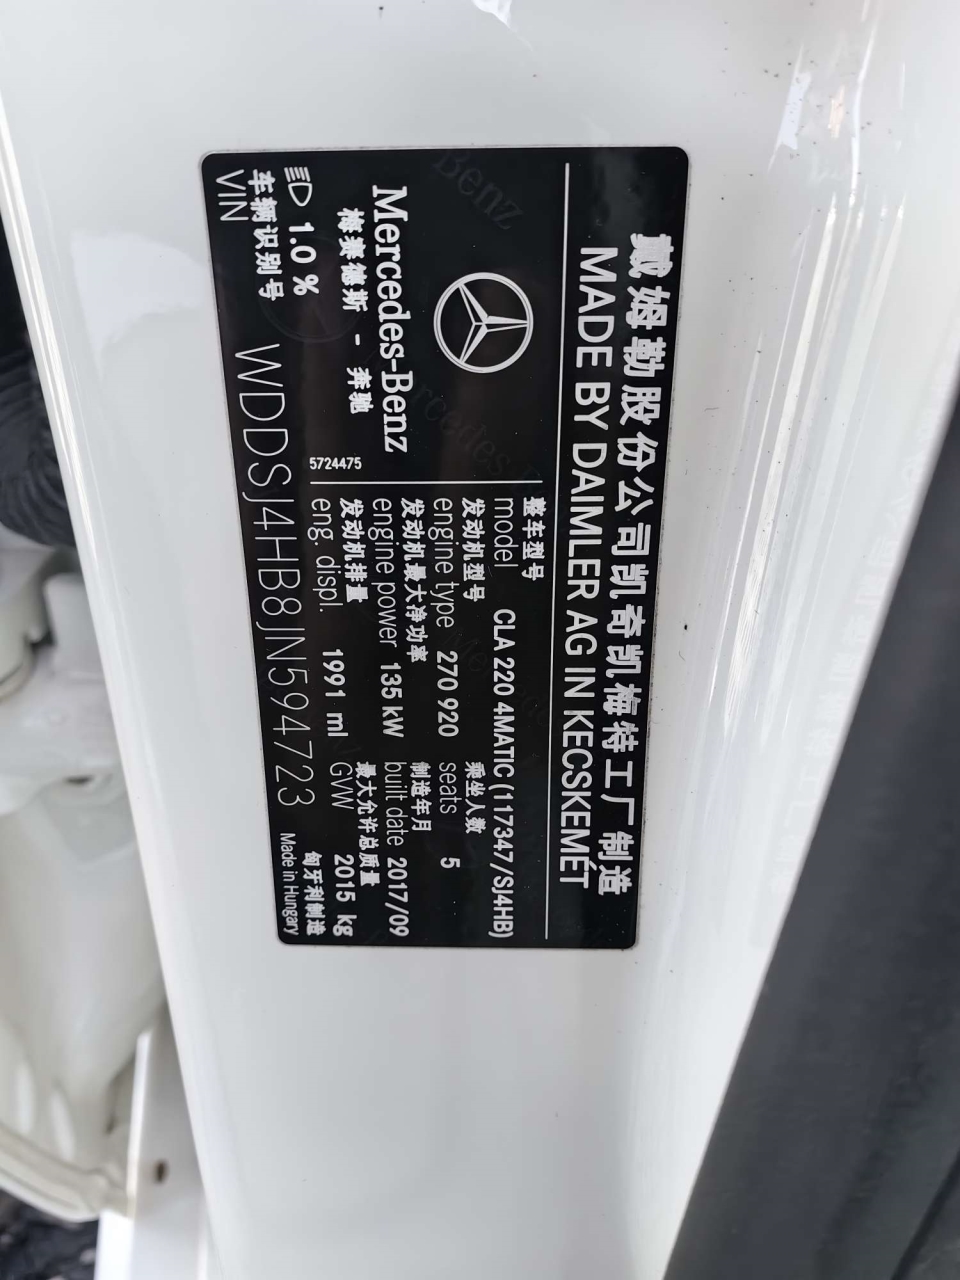 戴姆勒股份公司凯奇凯梅特工厂制造
MADE BY DAIMLER AG IN KECSKEMÉT
Mercedes-Benz
梅赛德斯 - 奔驰
1.0 %
5724475
整车型号
model CLA 220 4MATIC (117347/SJ4HB)
发动机型号 乘坐人数
engine type 270 920 seats 5
发动机最大净功率 制造年月
engine power 135 kW built date 2017/09
发动机排量 最大允许总质量
eng. displ. 1991 ml GVW 2015 kg
车辆识别号
VIN WDDSJ4HB8JN594723
匈牙利制造
Made in Hungary